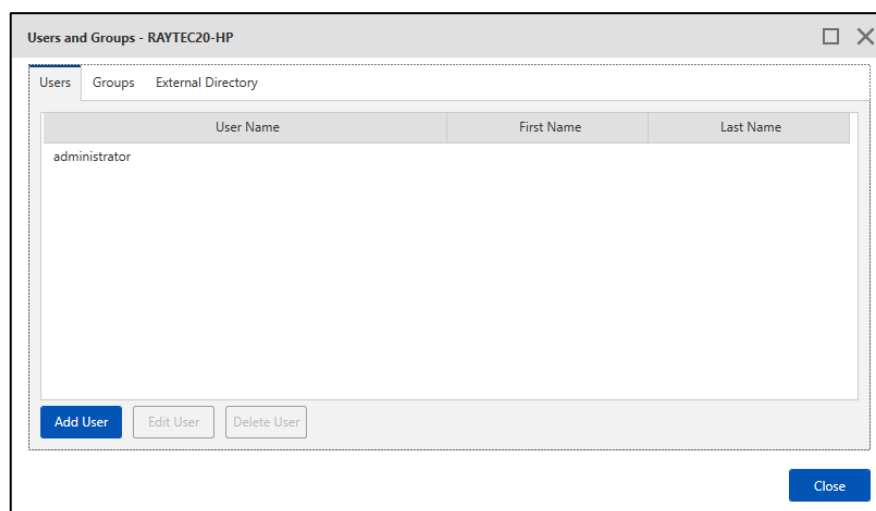 Users and Groups - RAYTEC20-HP
Users Groups External Directory
User Name First Name Last Name
administrator
Add User Edit User Delete User
Close